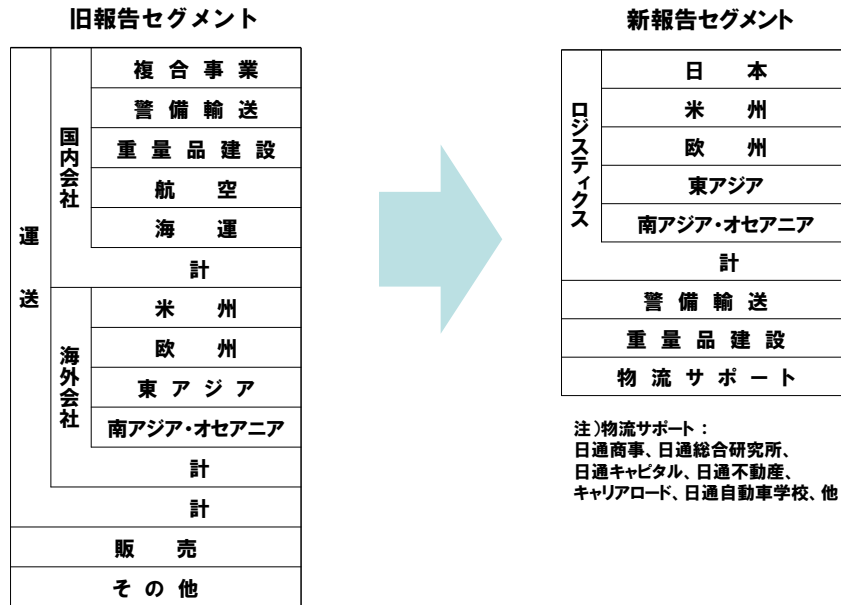 旧報告セグメント
運送
国内会社
複合事業
警備輸送
重量品建設
航空
海運
計
海外会社
米州
欧州
東アジア
南アジア・オセアニア
計
計
販売
その他
新報告セグメント
ロジスティクス
日本
米州
欧州
東アジア
南アジア・オセアニア
計
警備輸送
重量品建設
物流サポート
注）物流サポート：
日通商事、日通総合研究所、
日通キャピタル、日通不動産、
キャリアロード、日通自動車学校、他